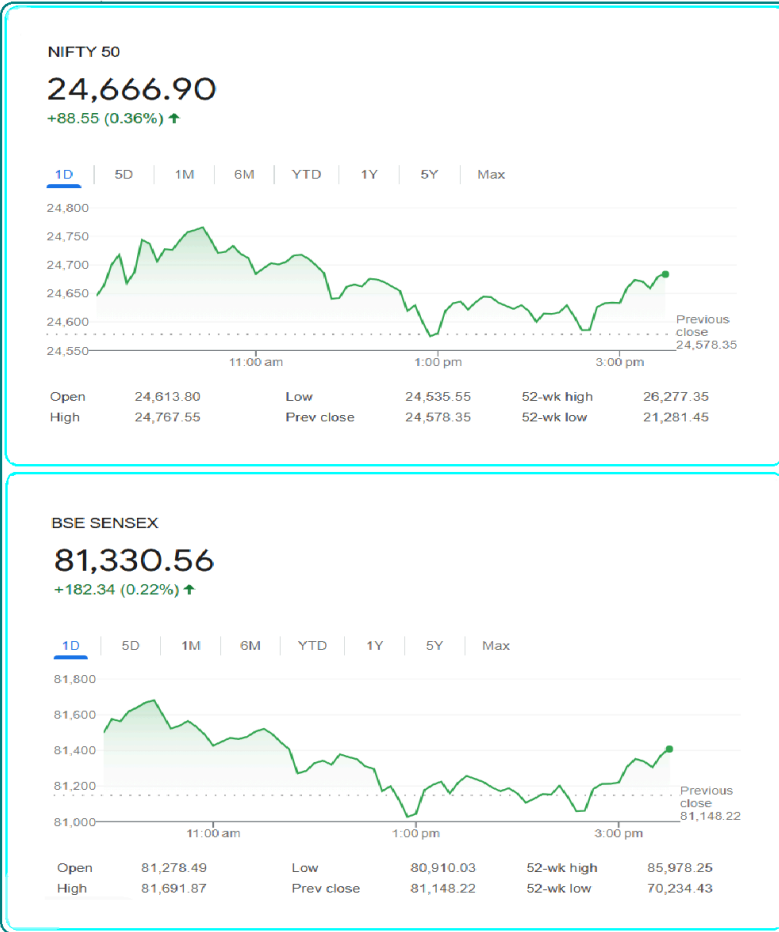 NIFTY 50
24,666.90
+88.55 (0.36%) ↑
1D 5D 1M 6M YTD 1Y 5Y Max
24,800
24,750
24,700
24,650
24,600
24,550
Previous
close
24,578.35
11:00 am 1:00 pm 3:00 pm
Open 24,613.80 Low 24,535.55 52-wk high 26,277.35
High 24,767.55 Prev close 24,578.35 52-wk low 21,281.45
BSE SENSEX
81,330.56
+182.34 (0.22%) ↑
1D 5D 1M 6M YTD 1Y 5Y Max
81,800
81,600
81,400
81,200
81,000
Previous
close
81,148.22
11:00 am 1:00 pm 3:00 pm
Open 81,278.49 Low 80,910.03 52-wk high 85,978.25
High 81,691.87 Prev close 81,148.22 52-wk low 70,234.43